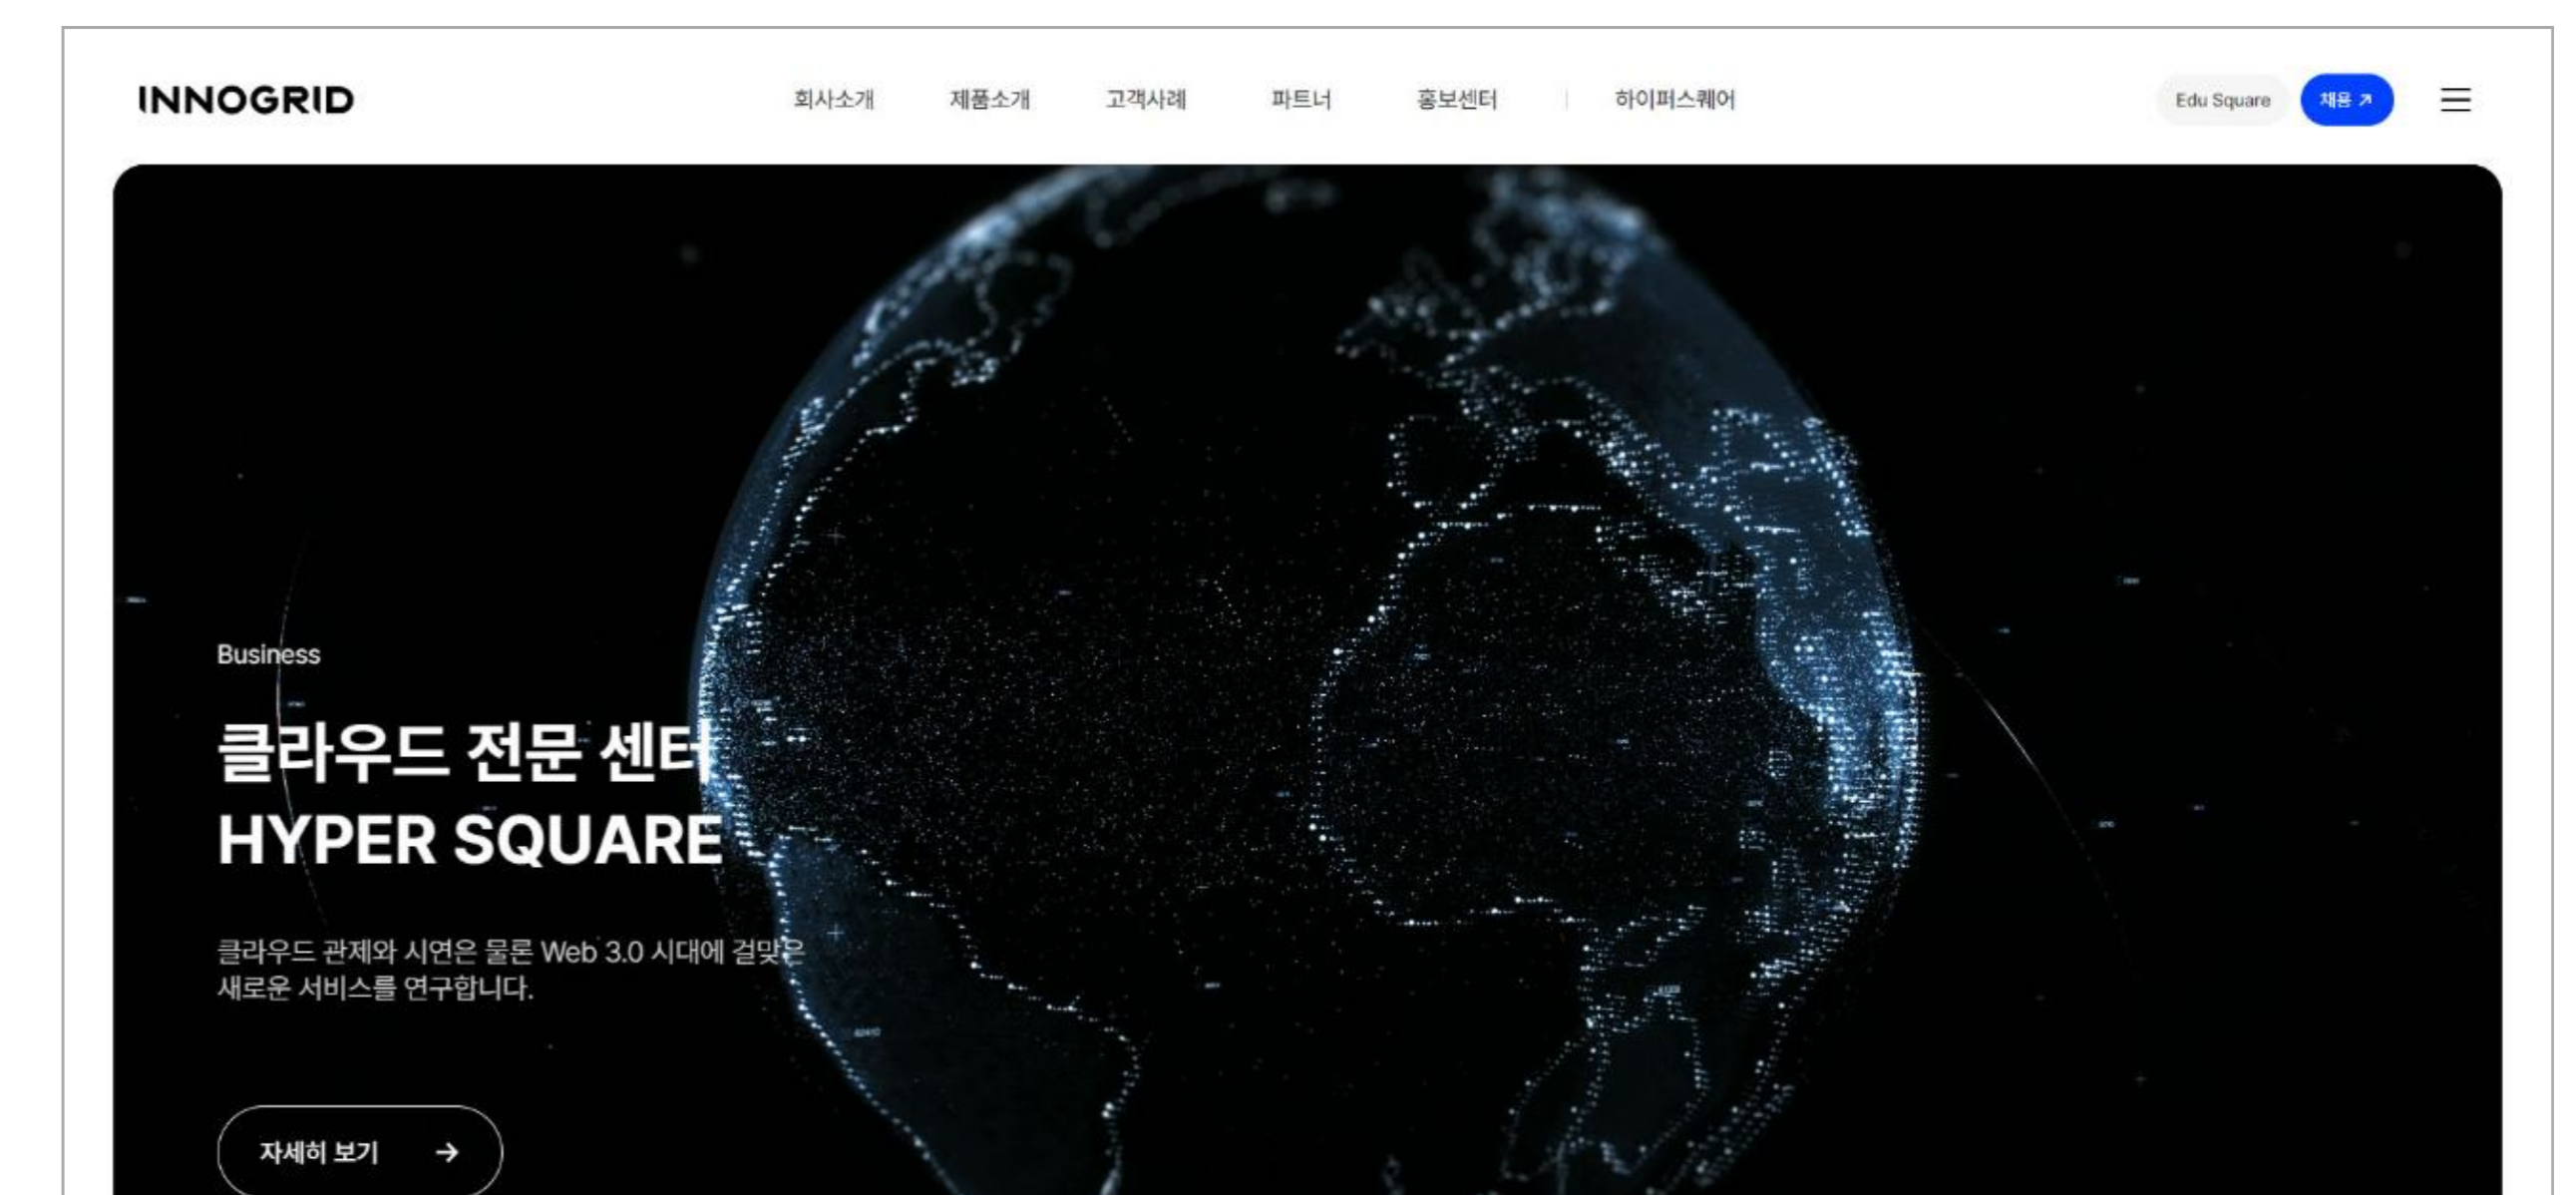 INNOGRID
회사소개
제품소개
고객사례
파트너
홍보센터
하이퍼스퀘어
Edu Square
채용
Business
클라우드 전문 센터
HYPER SQUARE
클라우드 관제와 시연은 물론 Web 3.0 시대에 걸맞은
새로운 서비스를 연구합니다.
자세히 보기